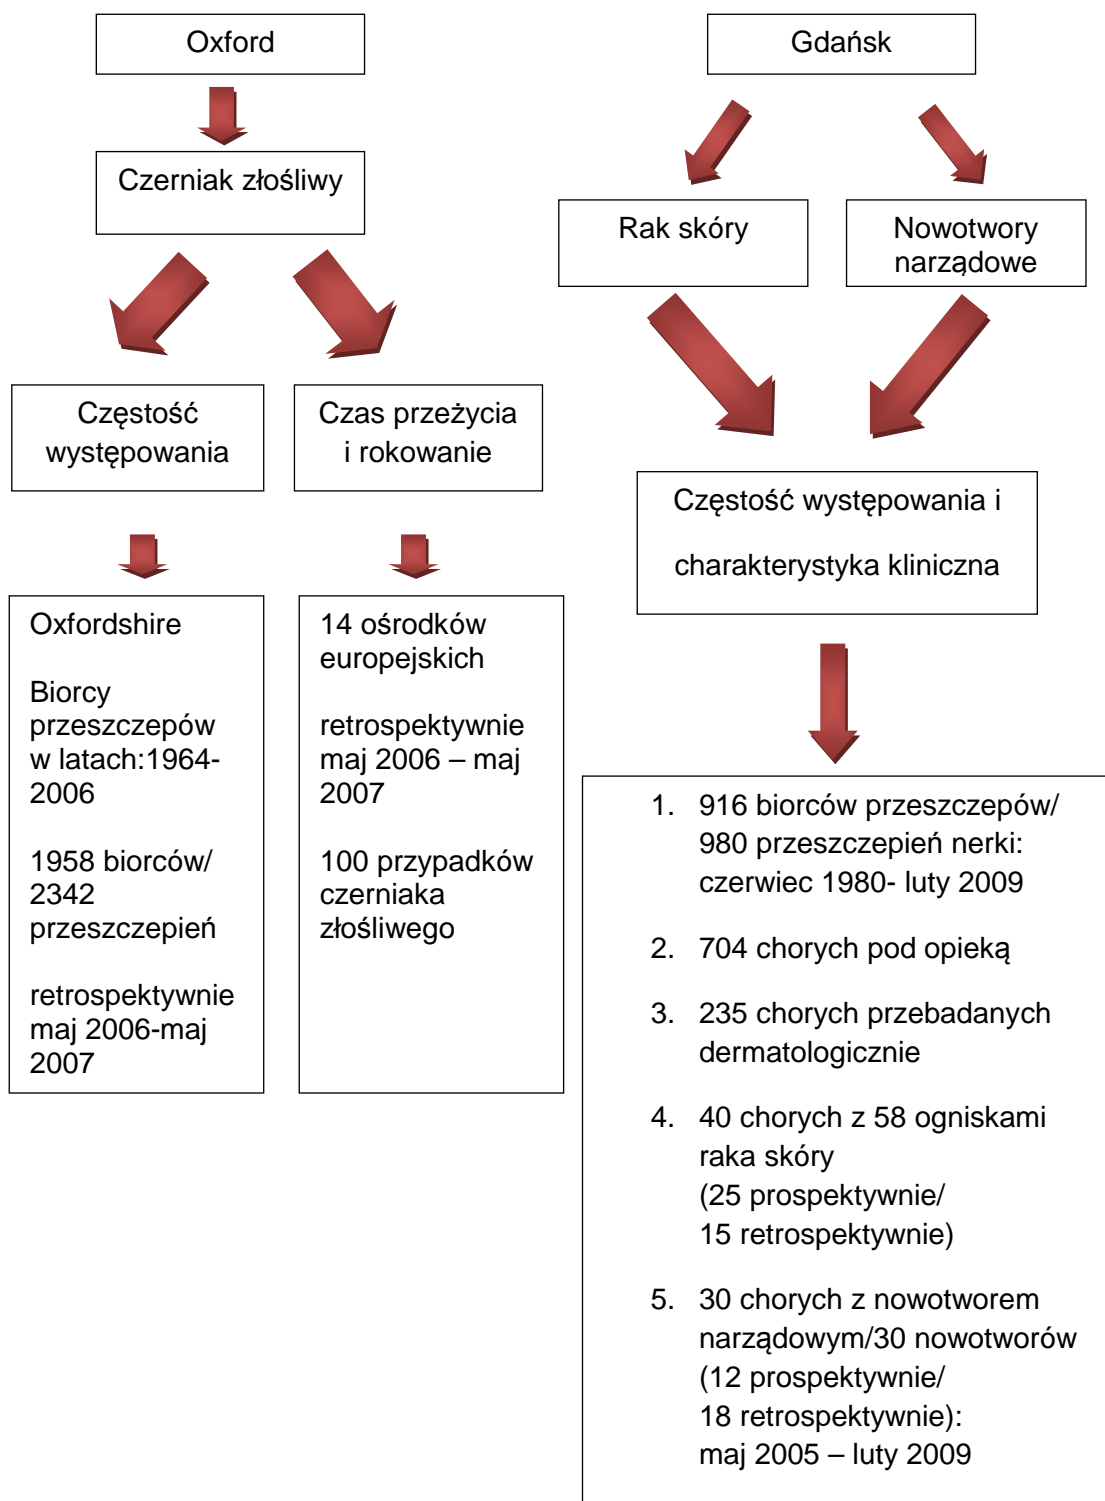 Oxford
Czerniak złośliwy
Częstość
występowania
Czas przeżycia
i rokowanie
Oxfordshire
Biorcy
przeszczepów
w latach:1964-
2006
1958 biorców/
2342
przeszczepień
retrospektywnie
maj 2006-maj
2007
14 ośrodków
europejskich
retrospektywnie
maj 2006 – maj
2007
100 przypadków
czerniaka
złośliwego
Gdańsk
Rak skóry
Nowotwory
narządowe
Częstość występowania i
charakterystyka kliniczna
1. 916 biorców przeszczepów/
980 przeszczepień nerki:
czerwiec 1980- luty 2009
2. 704 chorych pod opieką
3. 235 chorych przebadanych
dermatologicznie
4. 40 chorych z 58 ogniskami
raka skóry
(25 prospektywnie/
15 retrospektywnie)
5. 30 chorych z nowotworem
narządowym/30 nowotworów
(12 prospektywnie/
18 retrospektywnie):
maj 2005 – luty 2009